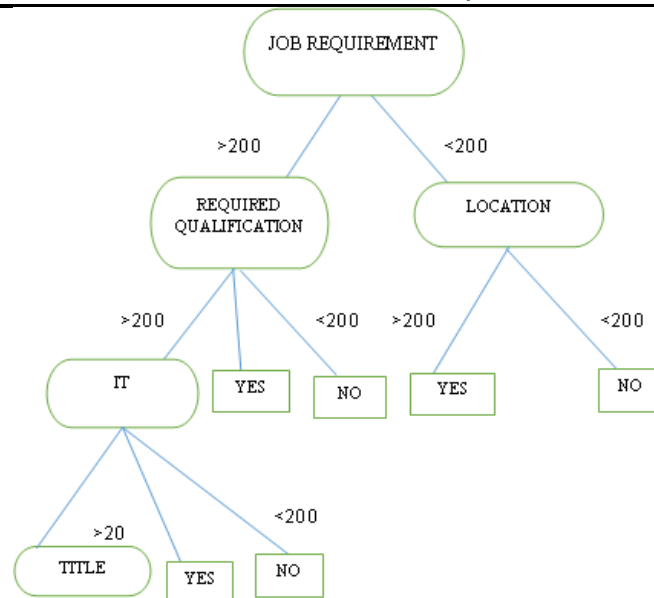 JOB REQUIREMENT
>200
<200
REQUIRED
QUALIFICATION
LOCATION
>200
<200
>200
<200
IT
YES
NO
YES
NO
>20
<200
TITLE
YES
NO